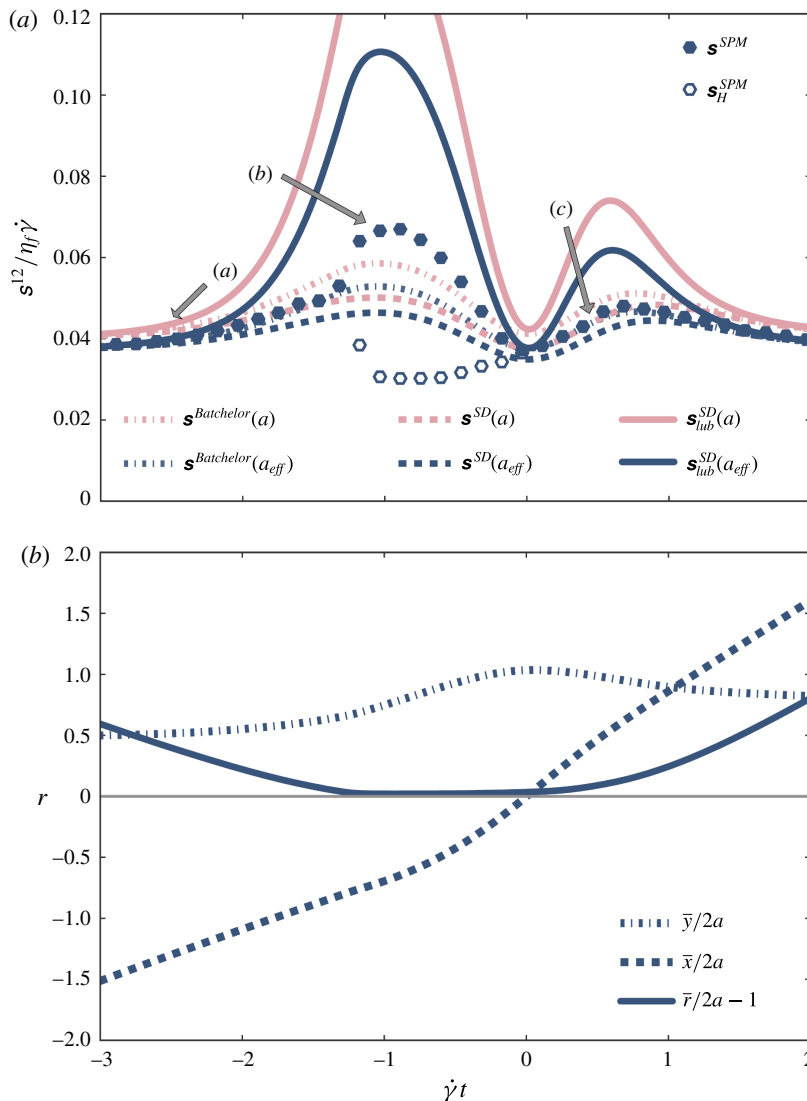 (a)
0.12
0.10
0.08
0.06
0.04
0.02
0
s¹²/η_f γ̇
(a)
(b)
(c)
s^SPM
s_H^SPM
s^Batchelor(a)
s^SD(a)
s_lub^SD(a)
s^Batchelor(a_eff)
s^SD(a_eff)
s_lub^SD(a_eff)
(b)
2.0
1.5
1.0
0.5
0
−0.5
−1.0
−1.5
−2.0
r
y̅/2a
x̅/2a
r̅/2a − 1
−3
−2
−1
0
1
2
γ̇ t